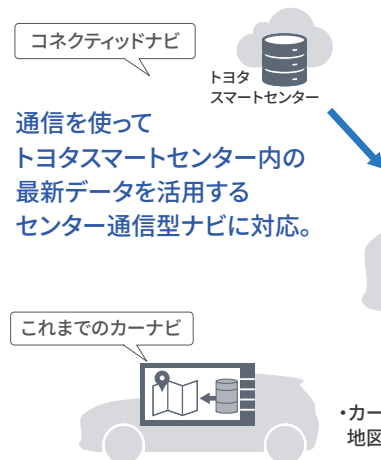 コネクティッドナビ
トヨタ
スマートセンター
通信を使って
トヨタスマートセンター内の
最新データを活用する
センター通信型ナビに対応。
これまでのカーナビ
・カー
地図